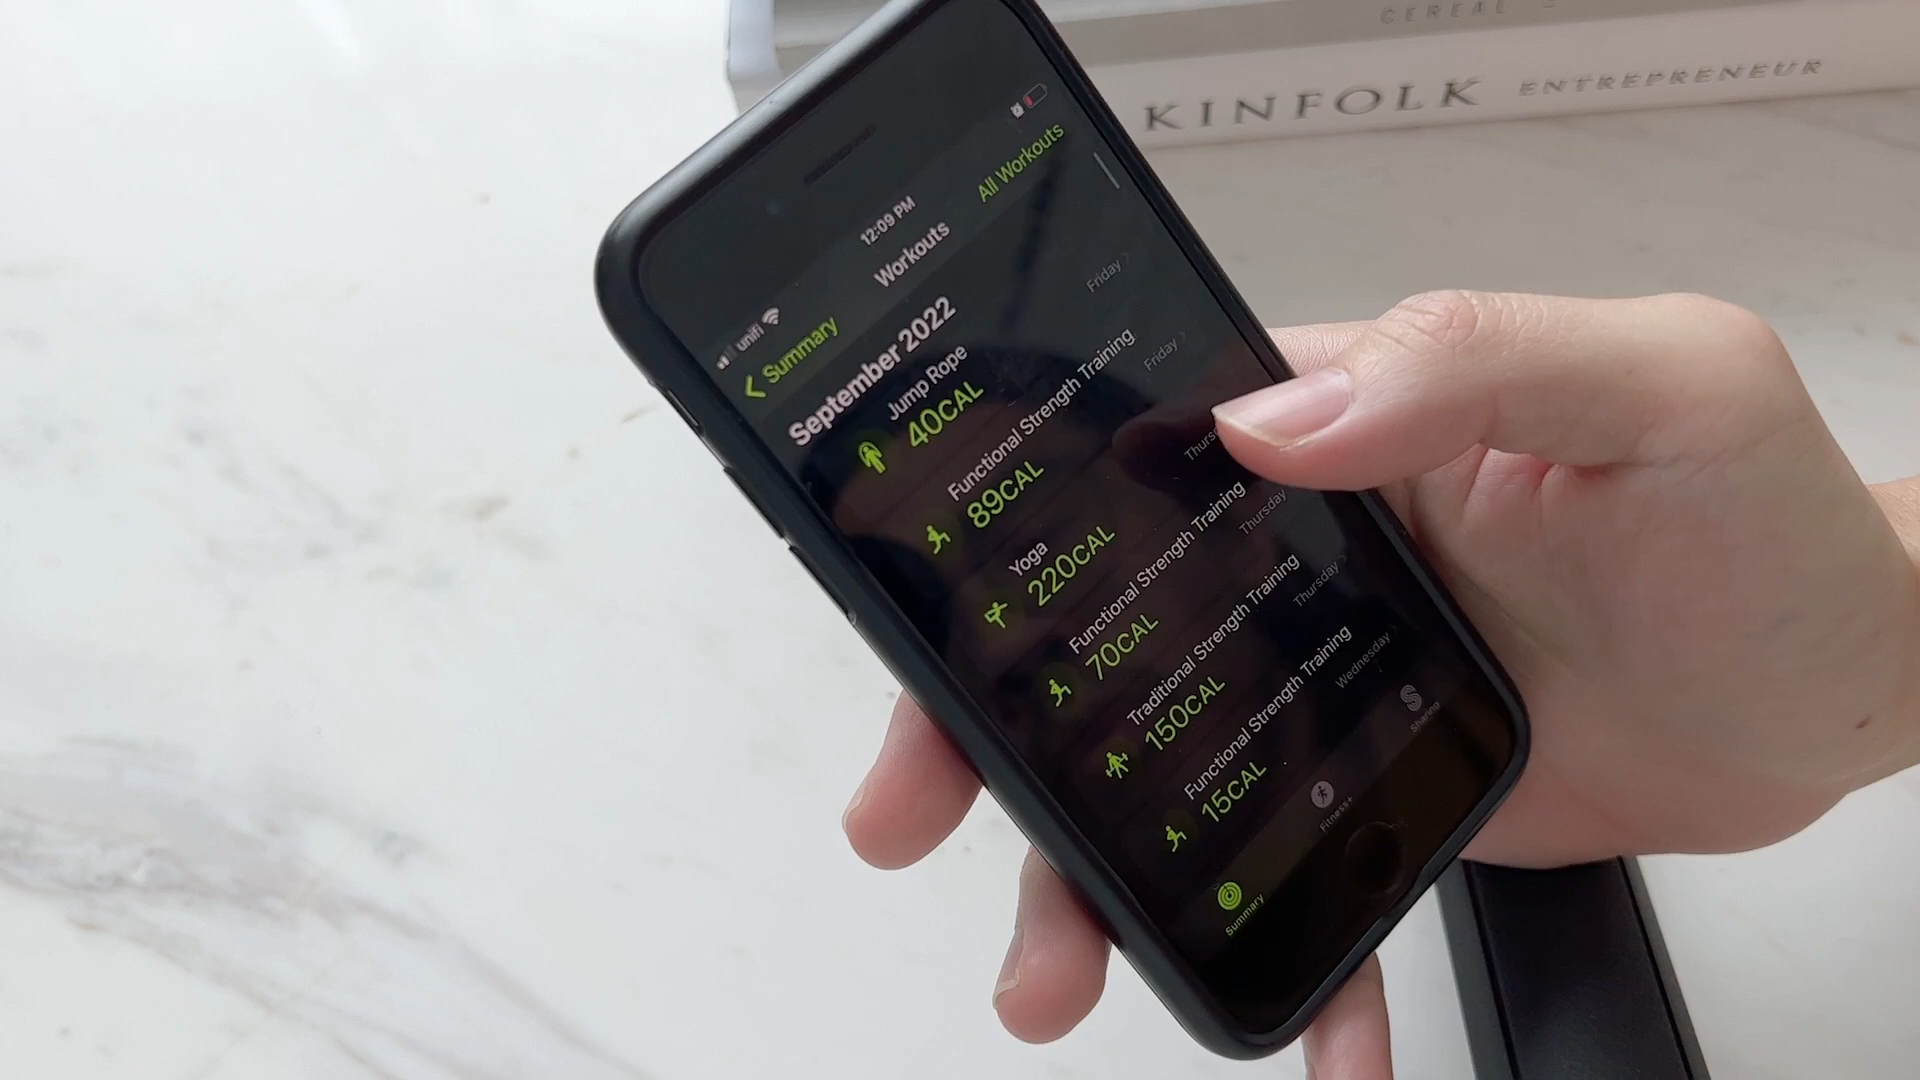 CEREAL
KINFOLK ENTREPRENEUR
unifi 12:09 PM
Summary Workouts All Workouts
September 2022
Jump Rope
40CAL Friday
Functional Strength Training
89CAL Friday
Yoga
220CAL Thurs
Functional Strength Training
70CAL Thursday
Traditional Strength Training
150CAL Thursday
Functional Strength Training
15CAL Wednesday
Summary Fitness+ Sharing